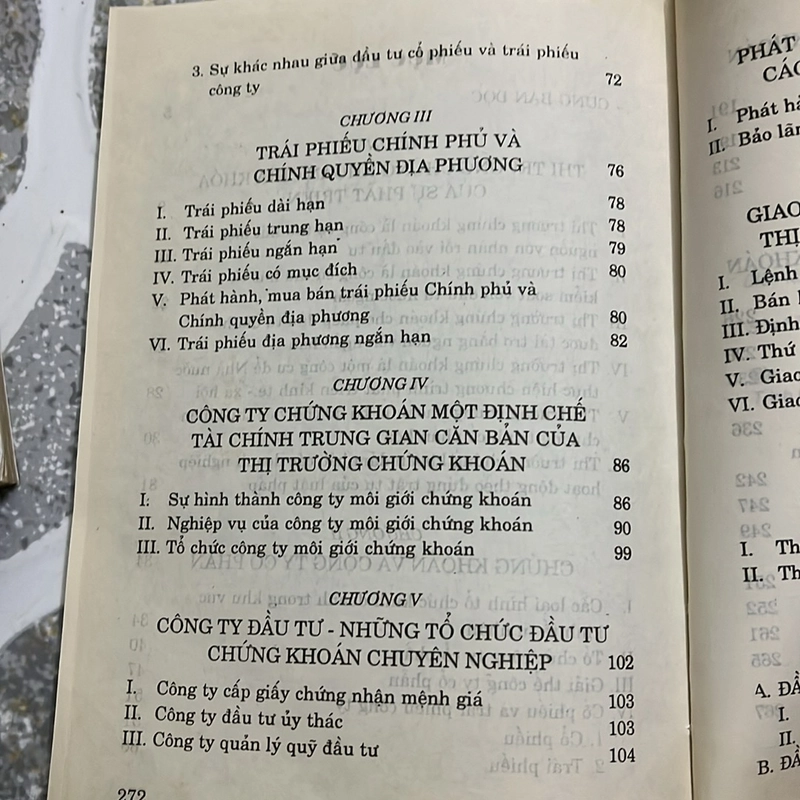 3. Sự khác nhau giữa đầu tư cổ phiếu và trái phiếu
công ty 72
CHƯƠNG III
TRÁI PHIẾU CHÍNH PHỦ VÀ
CHÍNH QUYỀN ĐỊA PHƯƠNG 76
I. Trái phiếu dài hạn 78
II. Trái phiếu trung hạn 78
III. Trái phiếu ngắn hạn 79
IV. Trái phiếu có mục đích 80
V. Phát hành, mua bán trái phiếu Chính phủ và
Chính quyền địa phương 80
VI. Trái phiếu địa phương ngắn hạn 82
CHƯƠNG IV
CÔNG TY CHỨNG KHOÁN MỘT ĐỊNH CHẾ
TÀI CHÍNH TRUNG GIAN CĂN BẢN CỦA
THỊ TRƯỜNG CHỨNG KHOÁN 86
I. Sự hình thành công ty môi giới chứng khoán 86
II. Nghiệp vụ của công ty môi giới chứng khoán 90
III. Tổ chức công ty môi giới chứng khoán 99
CHƯƠNG V
CÔNG TY ĐẦU TƯ - NHỮNG TỔ CHỨC ĐẦU TƯ
CHỨNG KHOÁN CHUYÊN NGHIỆP 102
I. Công ty cấp giấy chứng nhận mệnh giá 103
II. Công ty đầu tư ủy thác 103
III. Công ty quản lý quỹ đầu tư 104
272
PHÁT
CÁC
I. Phát hà
II. Bảo lãn
GIAO
THỊ
I. Lệnh
II. Bán
III. Định
IV. Thứ
V. Giao
VI. Giao
I. Th
II. Th
A. ĐẦ
I.
II.
B. ĐẦ